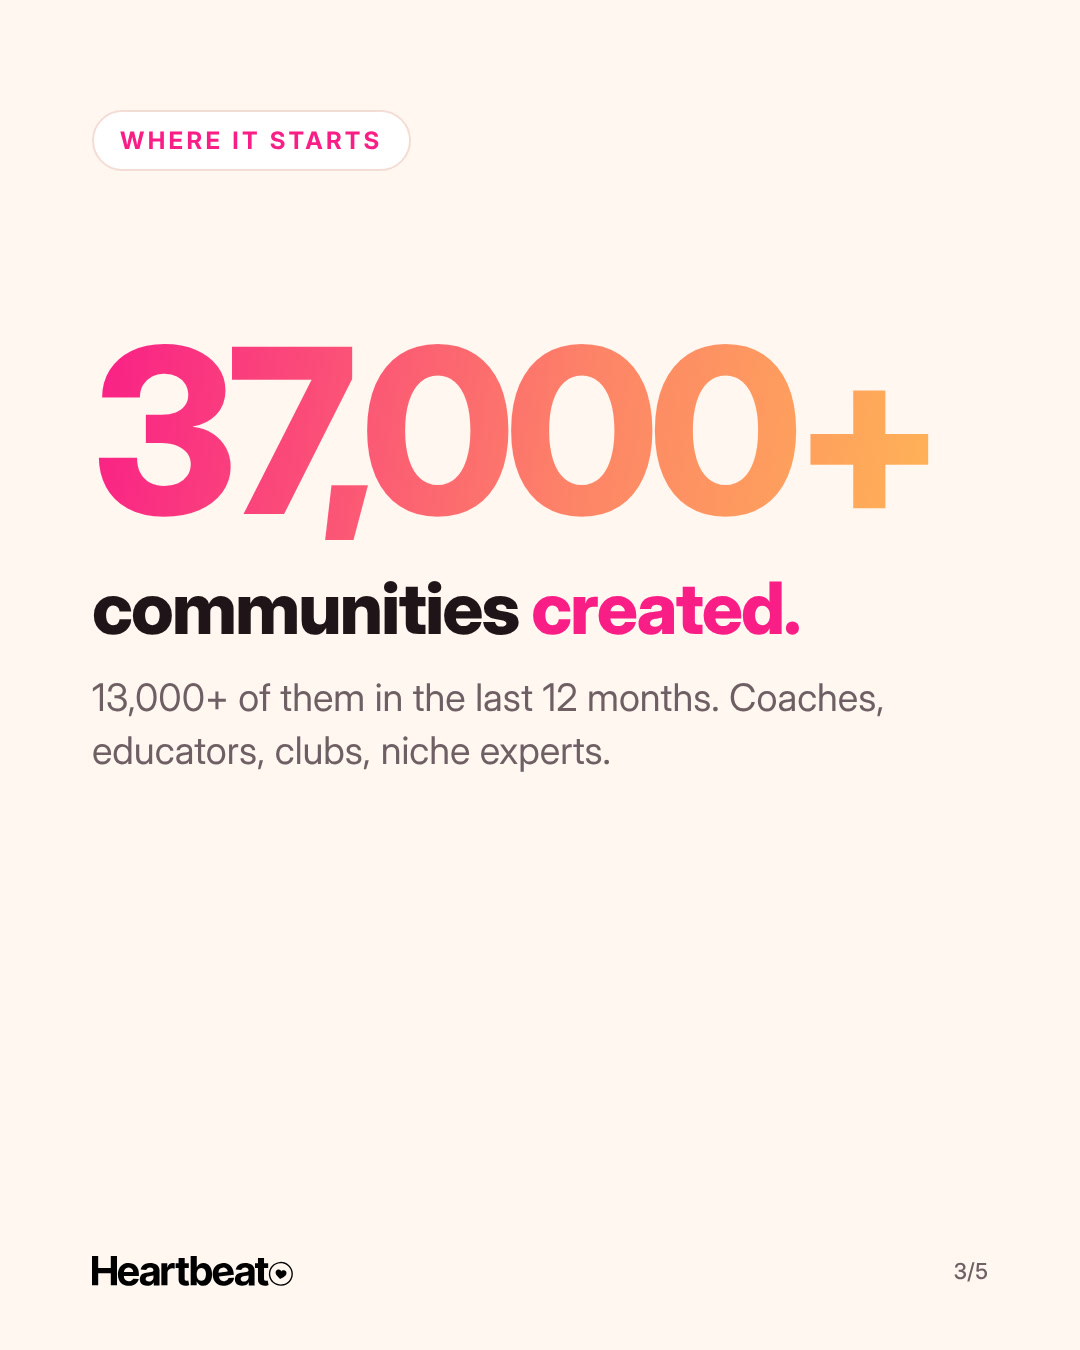 WHERE IT STARTS
37,000+
communities created.
13,000+ of them in the last 12 months. Coaches,
educators, clubs, niche experts.
Heartbeat
3/5